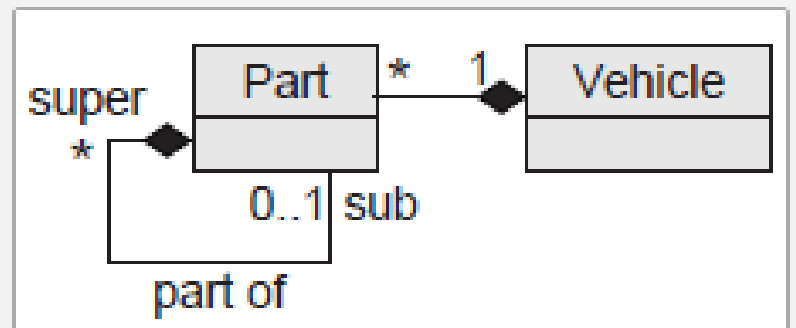 Part
*
1
Vehicle
super
*
0..1
sub
part of